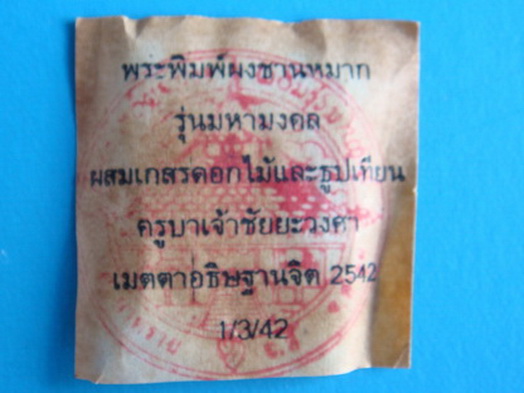 พระพิมพ์ผงชานหมาก
รุ่นมหามงคล
ผสมเกสรดอกไม้และธูปเทียน
ครูบาเจ้าชัยยะวงศา
เมตตาอธิษฐานจิต 2542
1/3/42